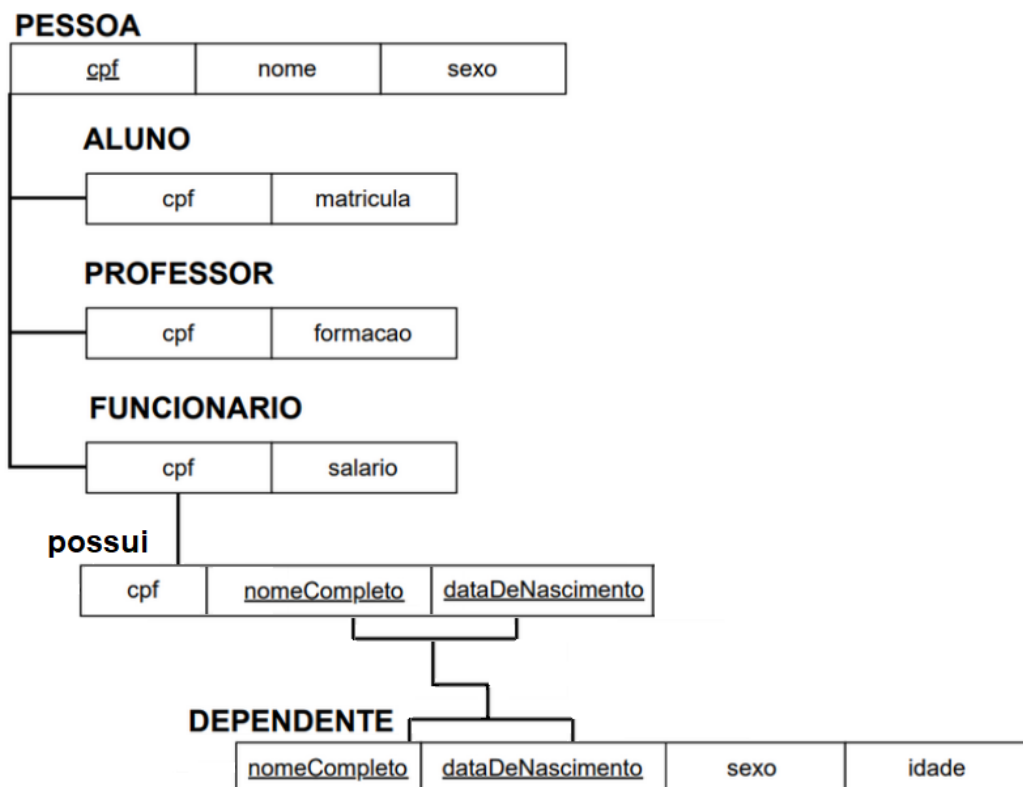 PESSOA
cpf nome sexo
ALUNO
cpf matricula
PROFESSOR
cpf formacao
FUNCIONARIO
cpf salario
possui
cpf nomeCompleto dataDeNascimento
DEPENDENTE
nomeCompleto dataDeNascimento sexo idade